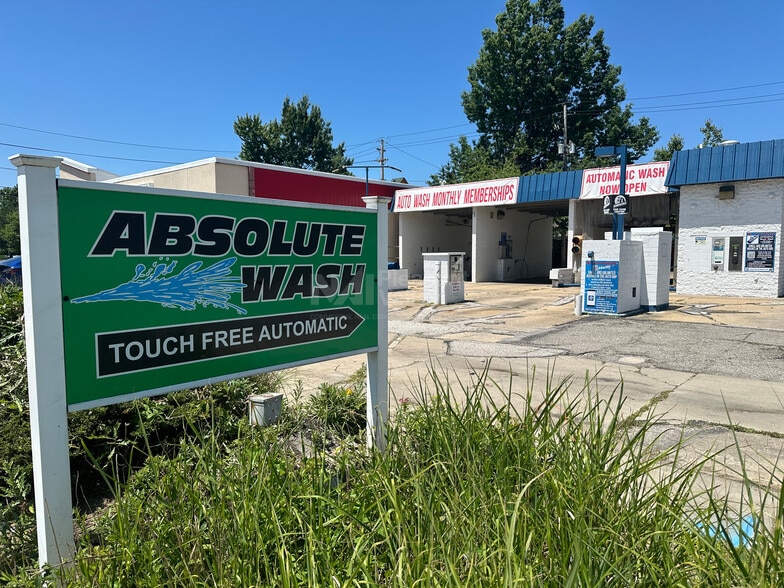 ABSOLUTE
WASH
TOUCH FREE AUTOMATIC
AUTO WASH MONTHLY MEMBERSHIPS
AUTOMATIC WASH
NOW OPEN